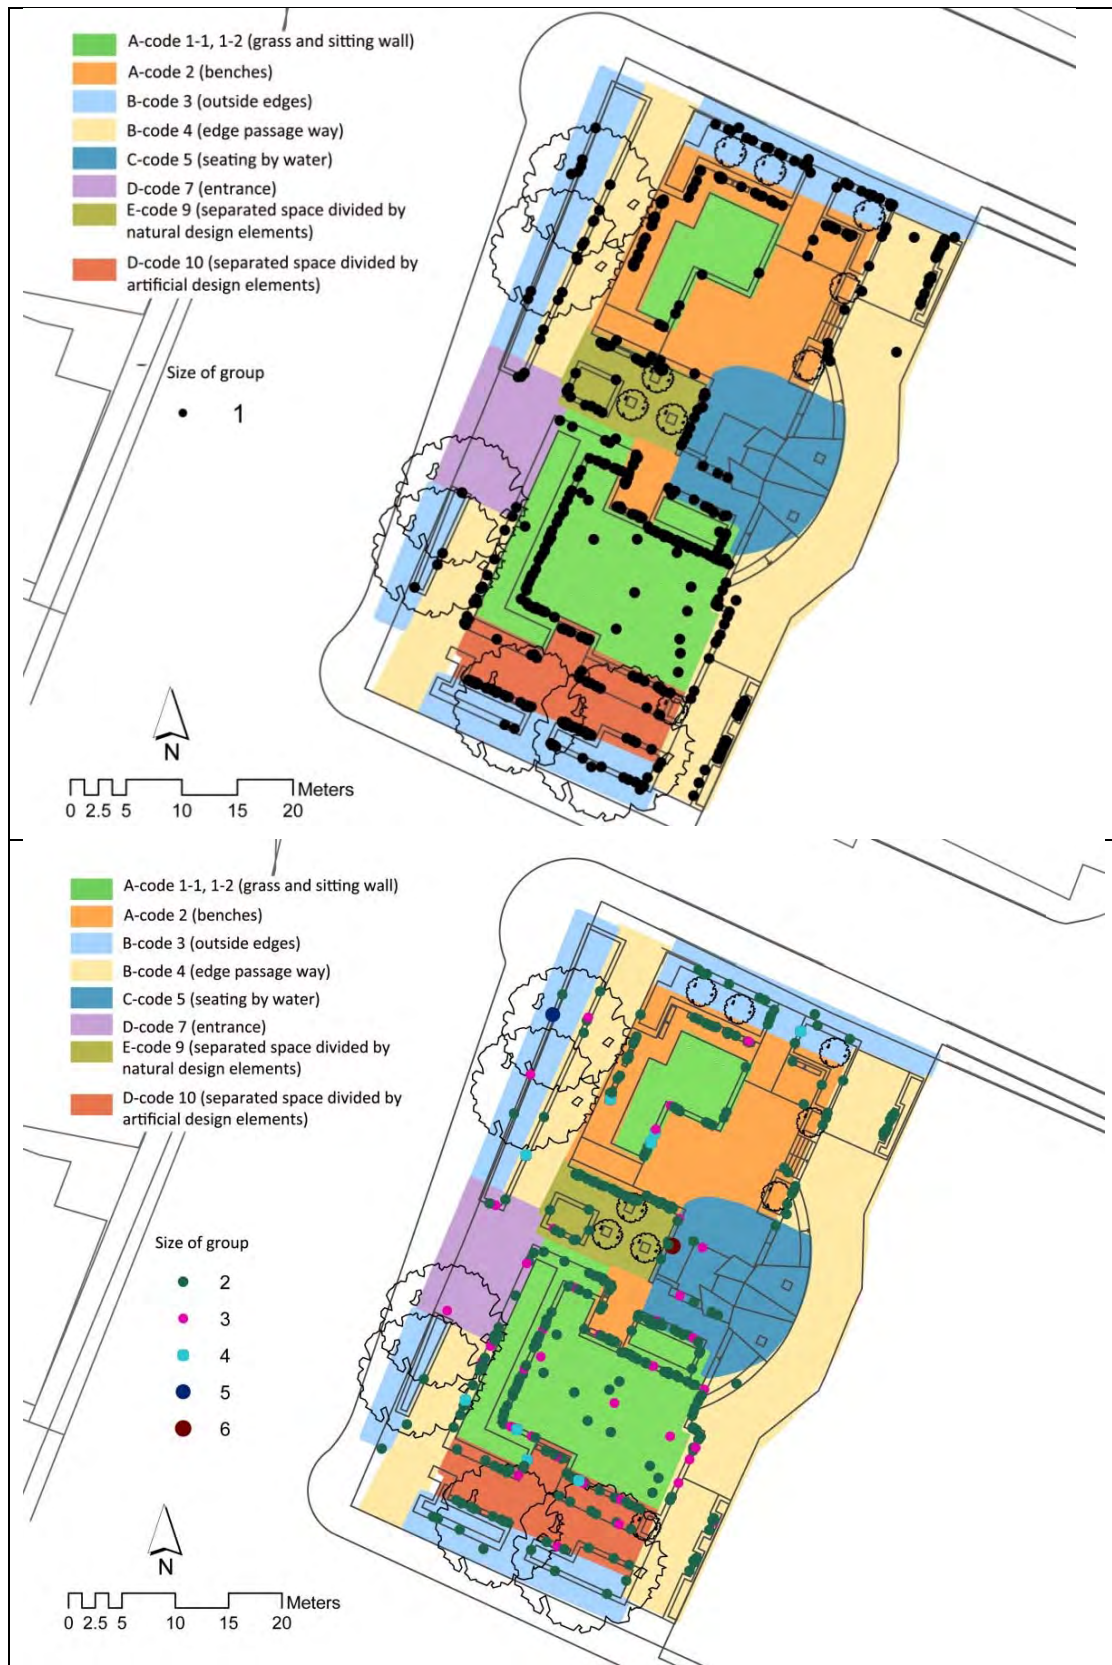 A-code 1-1, 1-2 (grass and sitting wall)
A-code 2 (benches)
B-code 3 (outside edges)
B-code 4 (edge passage way)
C-code 5 (seating by water)
D-code 7 (entrance)
E-code 9 (separated space divided by
natural design elements)
D-code 10 (separated space divided by
artificial design elements)
Size of group
1
N
Meters
0 2.5 5 10 15 20
A-code 1-1, 1-2 (grass and sitting wall)
A-code 2 (benches)
B-code 3 (outside edges)
B-code 4 (edge passage way)
C-code 5 (seating by water)
D-code 7 (entrance)
E-code 9 (separated space divided by
natural design elements)
D-code 10 (separated space divided by
artificial design elements)
Size of group
2
3
4
5
6
N
Meters
0 2.5 5 10 15 20